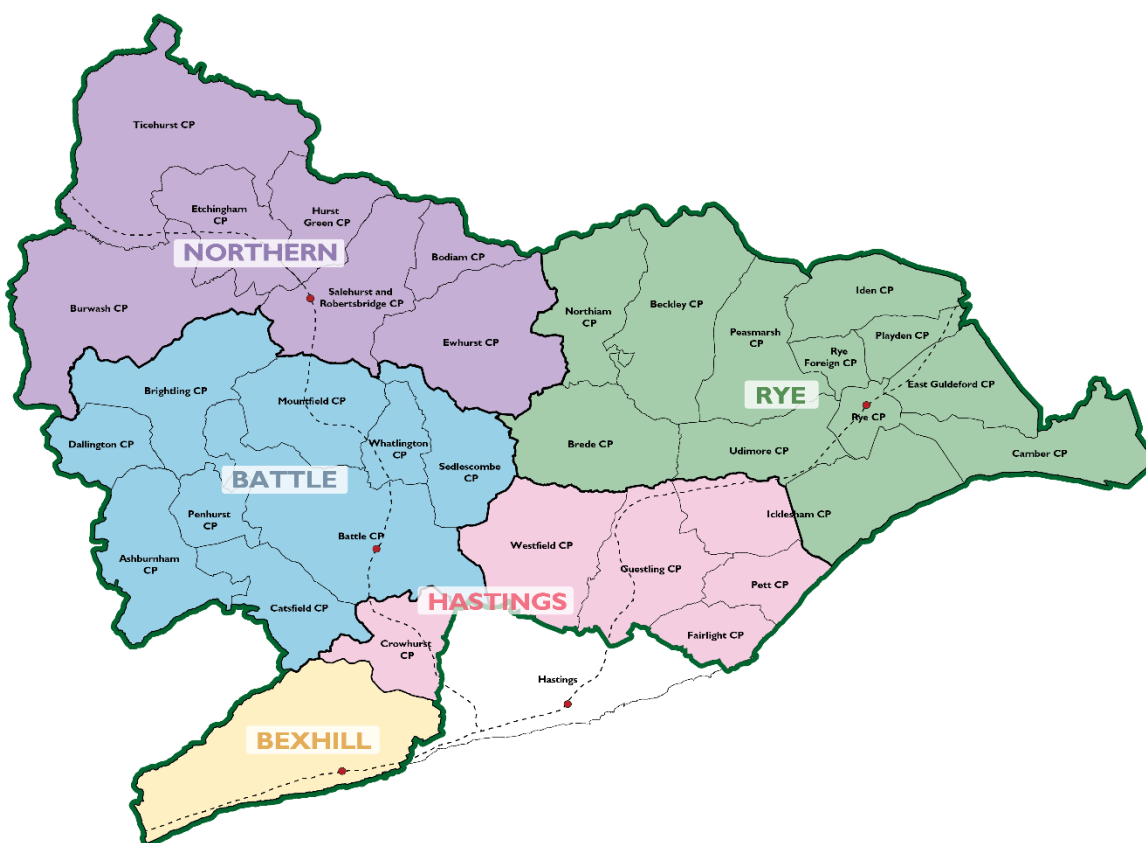 Ticehurst CP
Etchingham
CP
Hurst
Green CP
NORTHERN
Bodiam CP
Burwash CP
Salehurst and
Robertsbridge CP
Ewhurst CP
Northiam
CP
Beckley CP
Peasmarsh
CP
Iden CP
Playden CP
Rye
Foreign CP
East Guldeford CP
RYE
Rye CP
Brede CP
Udimore CP
Camber CP
Icklesham CP
Brightling CP
Mountfield CP
Dallington CP
Whatlington
CP
Sedlescombe
CP
BATTLE
Penhurst
CP
Battle CP
Ashburnham
CP
Catsfield CP
Westfield CP
Guestling CP
Pett CP
HASTINGS
Fairlight CP
Crowhurst
CP
Hastings
BEXHILL